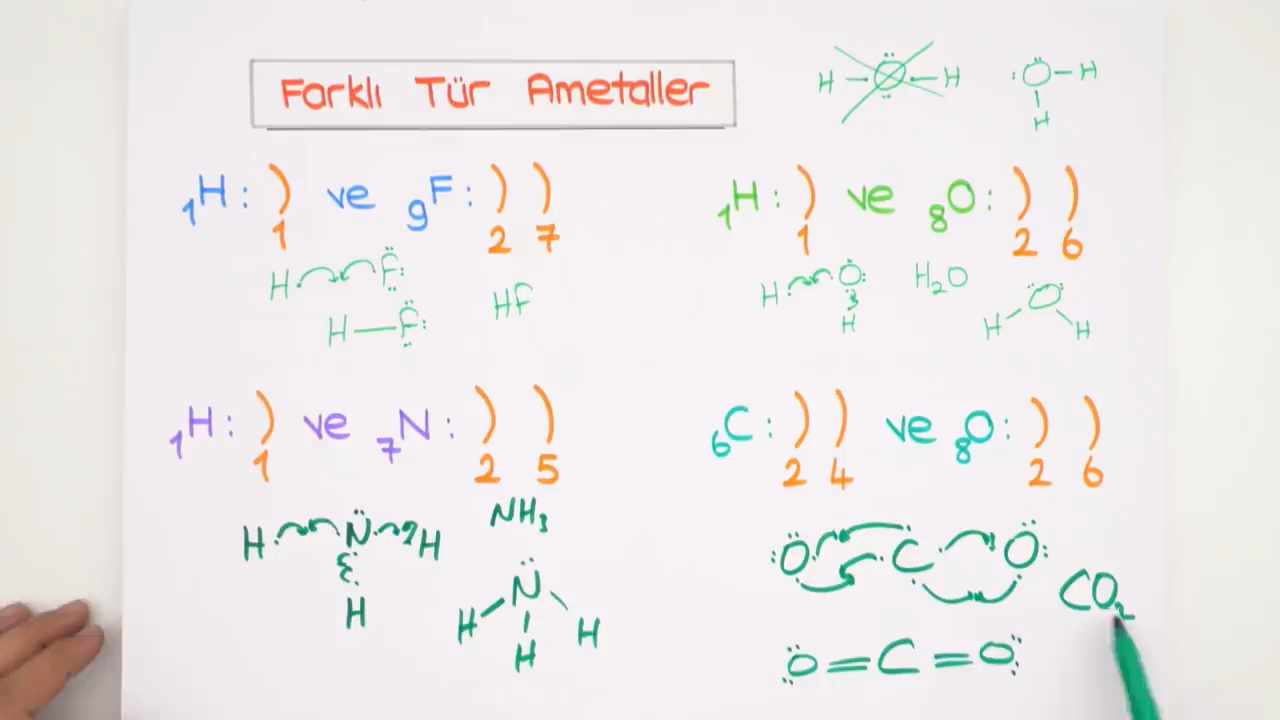 Farklı Tür Ametaller
H — O — H
O — H
H
₁H: ) ve ₉F: ) )
1 2 7
H F
H — F HF
₁H: ) ve ₈O: ) )
1 2 6
H O H₂O
H
O
H H
₁H: ) ve ₇N: ) )
1 2 5
H N H NH₃
H
N
H H
H
₆C: ) ) ve ₈O: ) )
2 4 2 6
O C O CO₂
O = C = O